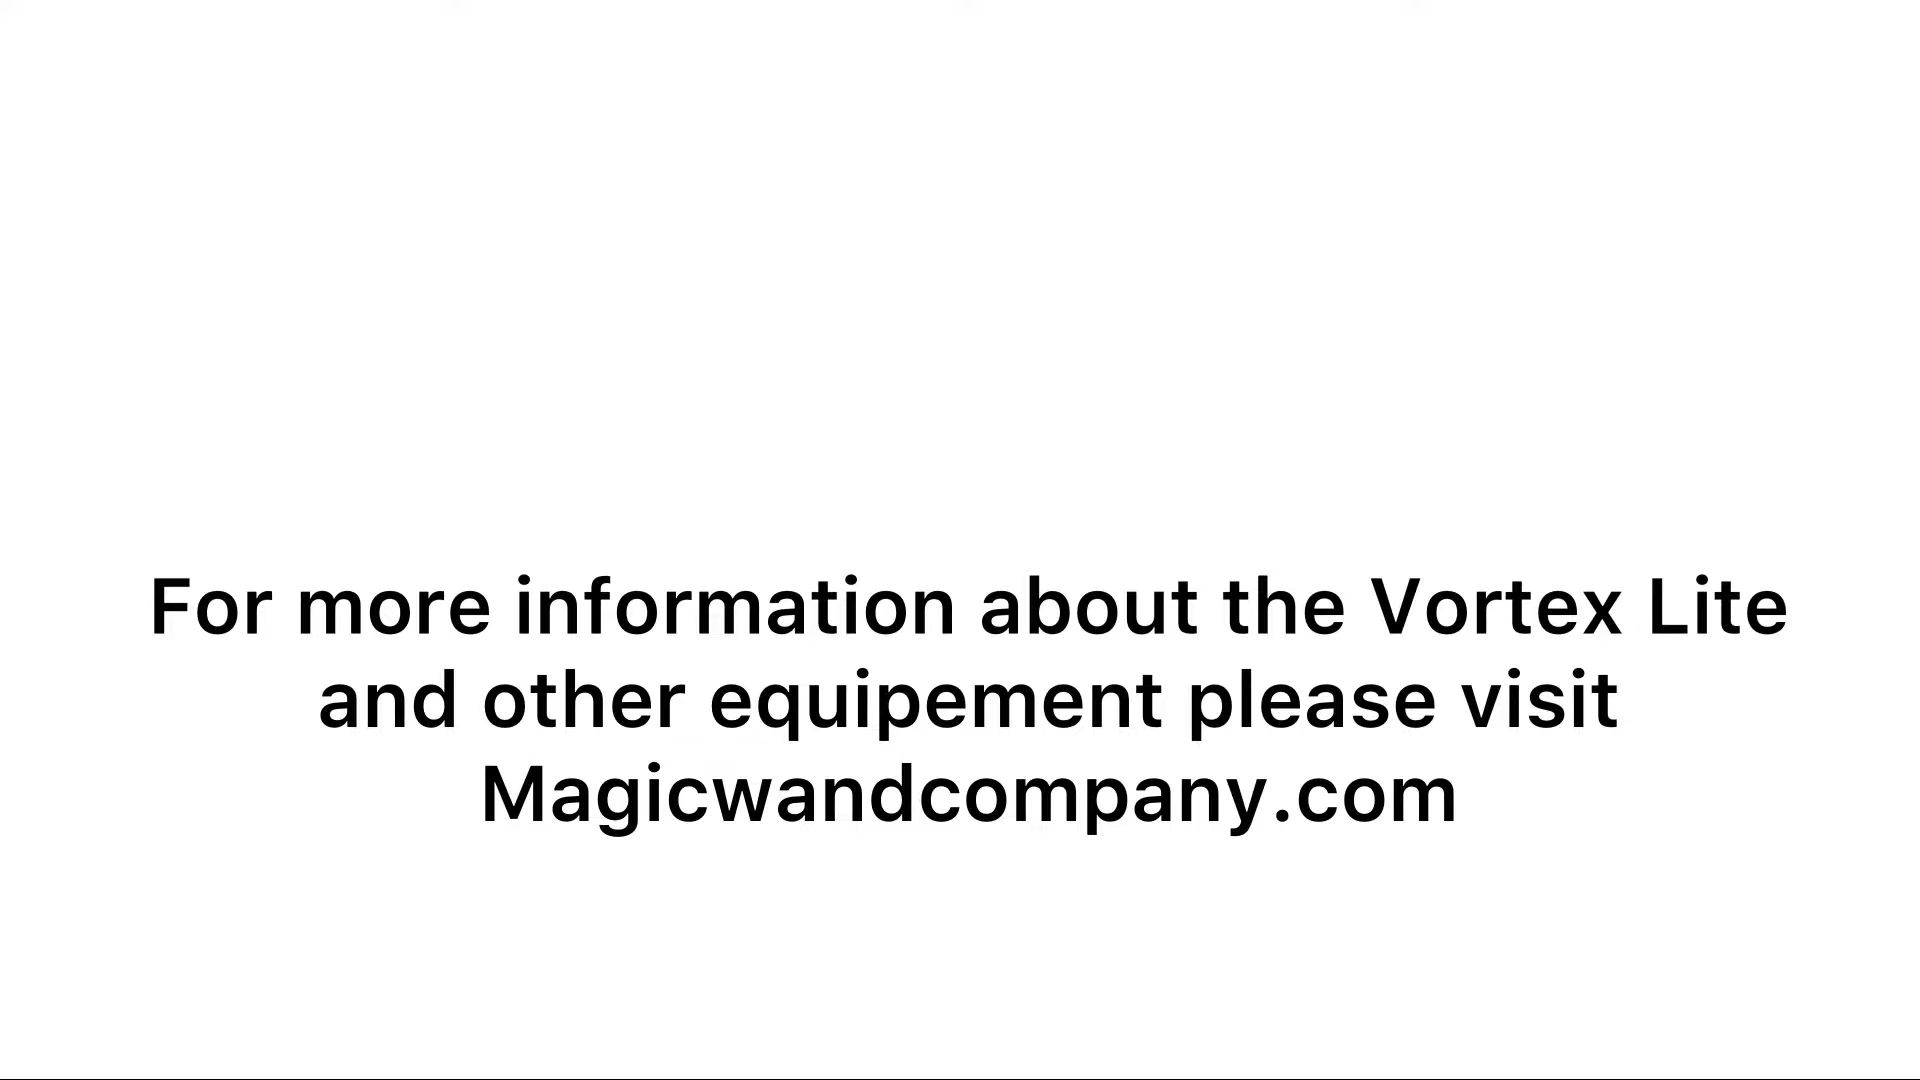 For more information about the Vortex Lite
and other equipement please visit
Magicwandcompany.com